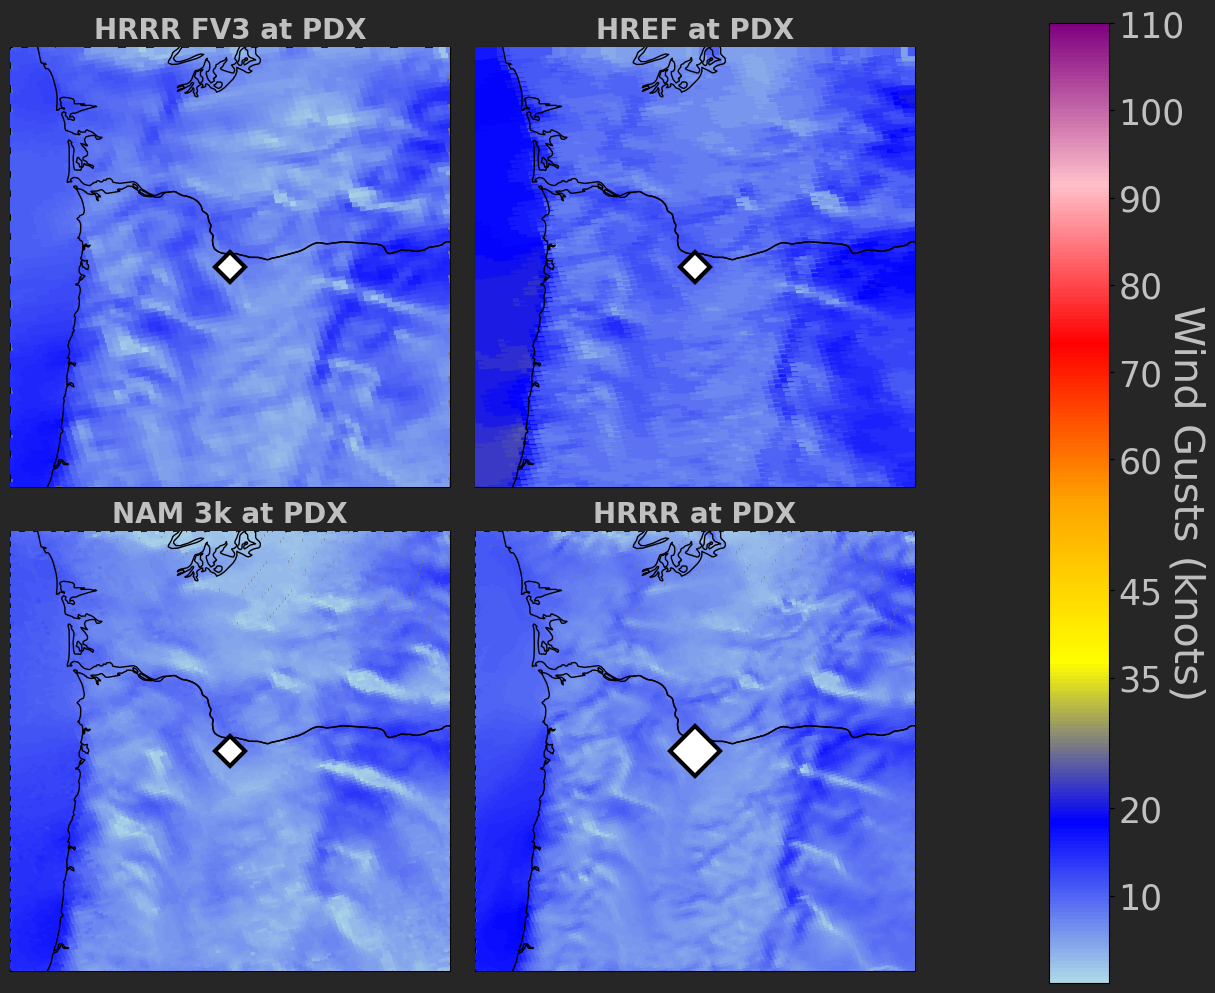 HRRR FV3 at PDX
HREF at PDX
NAM 3k at PDX
HRRR at PDX
110
100
90
80
70
60
45
35
20
10
Wind Gusts (knots)